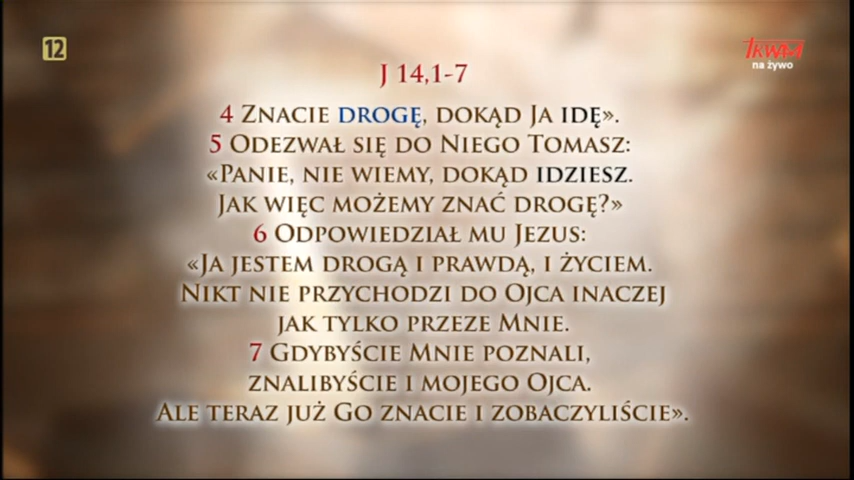 12
TRWAM
na żywo
J 14,1-7
4 Znacie drogę, dokąd Ja idę».
5 Odezwał się do Niego Tomasz:
«Panie, nie wiemy, dokąd idziesz.
Jak więc możemy znać drogę?»
6 Odpowiedział mu Jezus:
«Ja jestem drogą i prawdą, i życiem.
Nikt nie przychodzi do Ojca inaczej
jak tylko przeze Mnie.
7 Gdybyście Mnie poznali,
znalibyście i mojego Ojca.
Ale teraz już Go znacie i zobaczyliście».